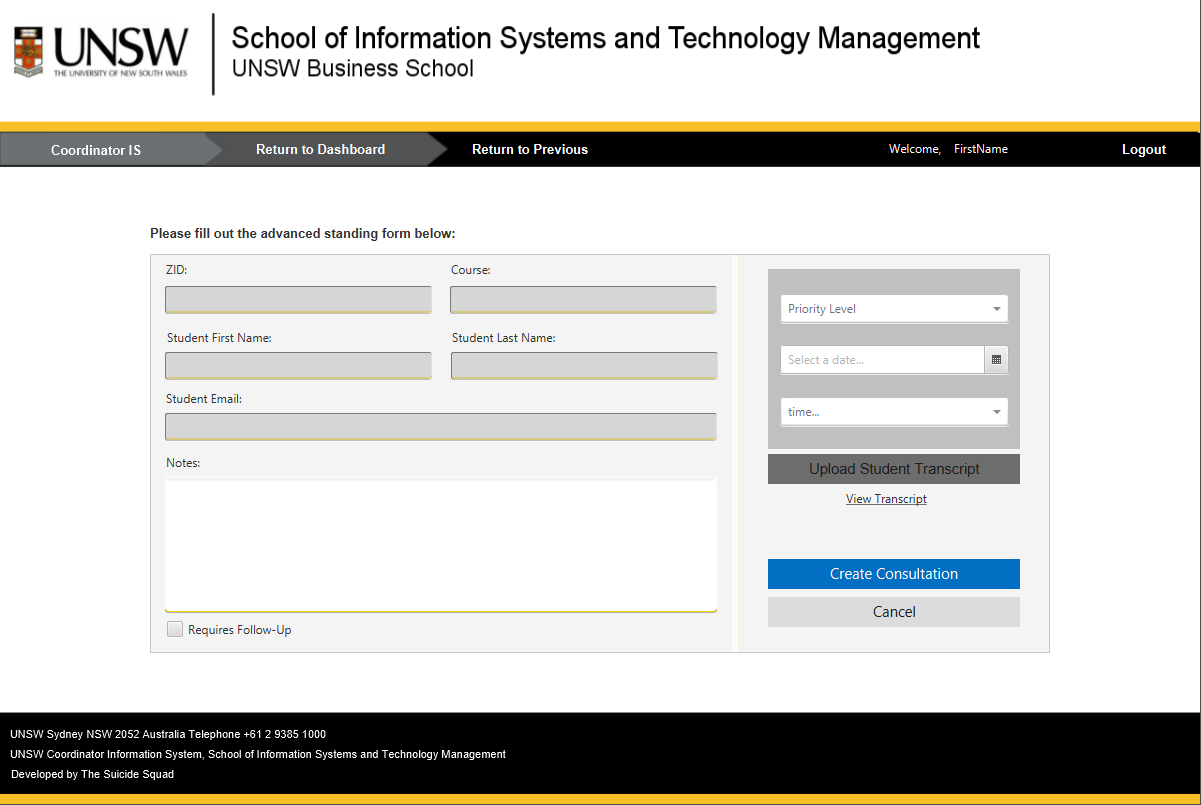 UNSW
THE UNIVERSITY OF NEW SOUTH WALES
School of Information Systems and Technology Management
UNSW Business School
Coordinator IS
Return to Dashboard
Return to Previous
Welcome, FirstName
Logout
Please fill out the advanced standing form below:
ZID:
Course:
Student First Name:
Student Last Name:
Student Email:
Notes:
Requires Follow-Up
Priority Level
Select a date...
time...
Upload Student Transcript
View Transcript
Create Consultation
Cancel
UNSW Sydney NSW 2052 Australia Telephone +61 2 9385 1000
UNSW Coordinator Information System, School of Information Systems and Technology Management
Developed by The Suicide Squad